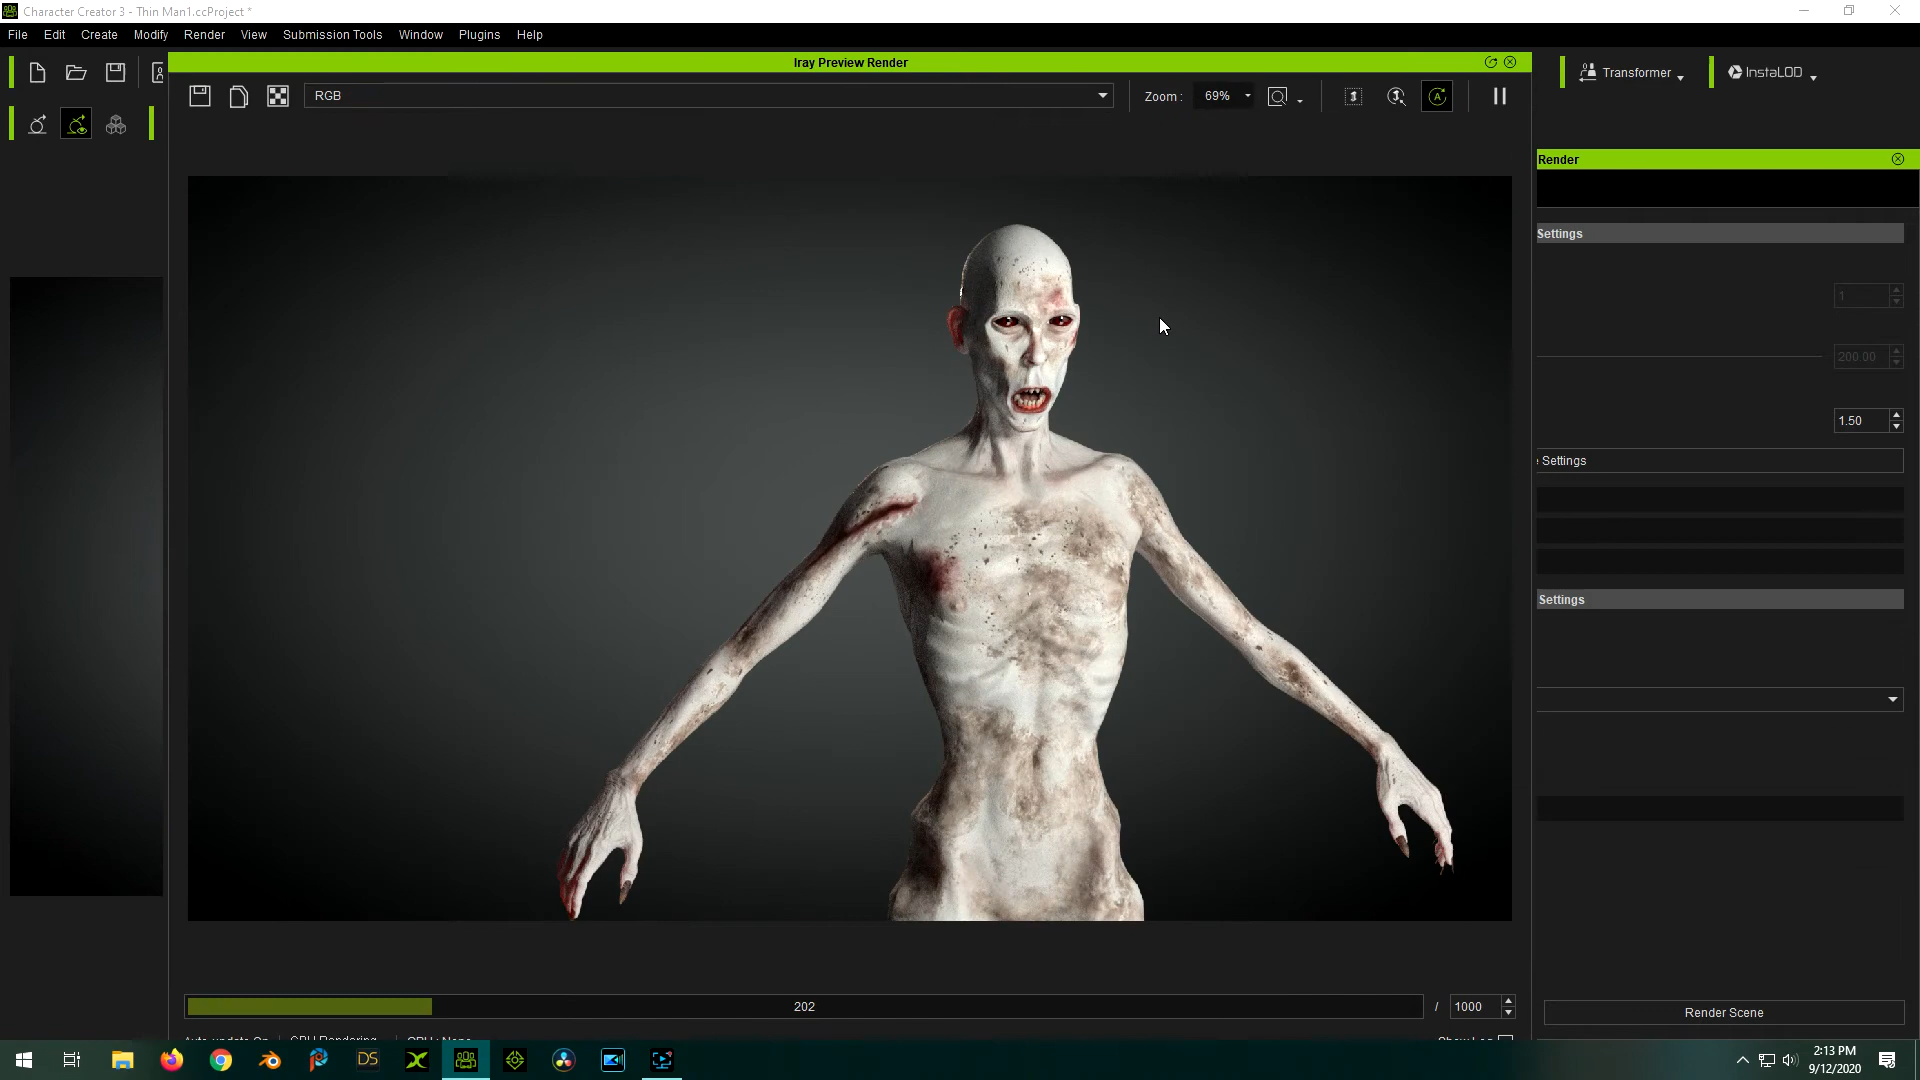 Character Creator 3 - Thin Man1.ccProject *
File Edit Create Modify Render View Submission Tools Window Plugins Help
Iray Preview Render
Transformer
InstaLOD
RGB
Zoom :
69%
A
Render
Settings
1
200.00
1.50
Settings
Settings
202
/
1000
Render Scene
DS
2:13 PM
9/12/2020